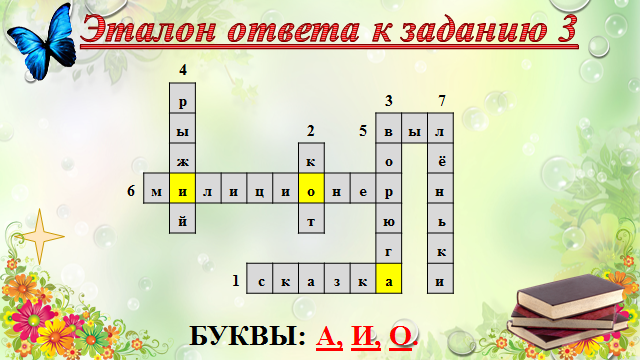 Эталон ответа к заданию 3
4
р 3 7
ы 2 5 в ы л
ж к о ё
6 м и л и ц и о н е р н
й т ю ь
г к
1 с к а з к а и
БУКВЫ: А, И, О.